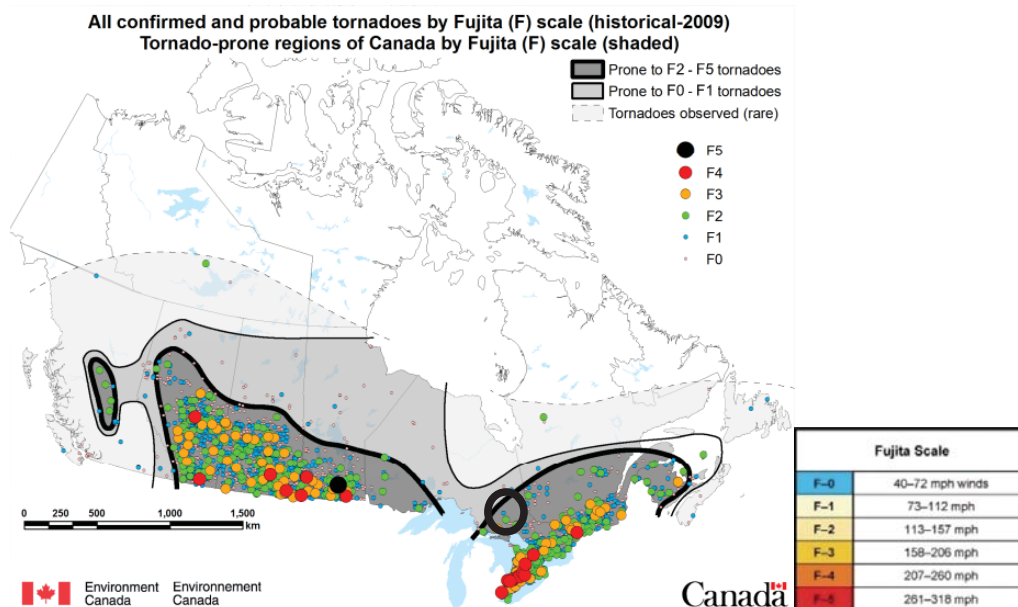 All confirmed and probable tornadoes by Fujita (F) scale (historical-2009)
Tornado-prone regions of Canada by Fujita (F) scale (shaded)
Prone to F2 - F5 tornadoes
Prone to F0 - F1 tornadoes
Tornadoes observed (rare)
F5
F4
F3
F2
F1
F0
0 250 500 1,000 1,500
km
Environment Canada
Environnement Canada
Canada
Fujita Scale
F-0 40-72 mph winds
F-1 73-112 mph
F-2 113-157 mph
F-3 158-206 mph
F-4 207-260 mph
F-5 261-318 mph